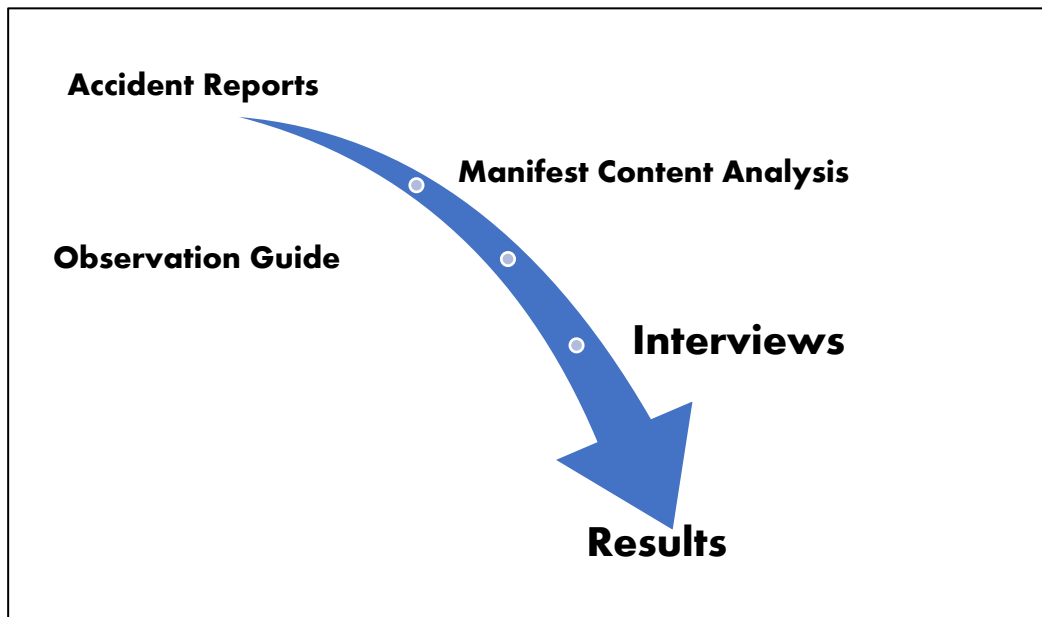 Accident Reports
Manifest Content Analysis
Observation Guide
Interviews
Results